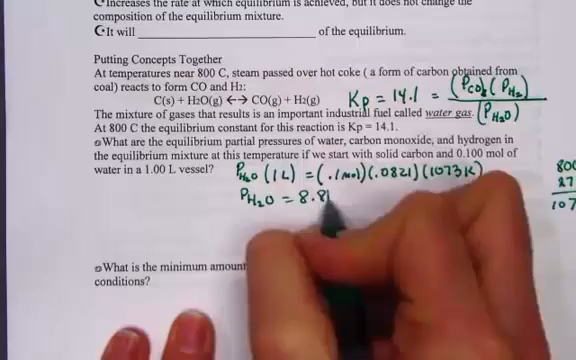 Increases the rate at which equilibrium is achieved, but it does not change the
composition of the equilibrium mixture.
It will ______________________________ of the equilibrium.
Putting Concepts Together
At temperatures near 800 C, steam passed over hot coke ( a form of carbon obtained from
coal) reacts to form CO and H2:
C(s) + H2O(g) ↔ CO(g) + H2(g)
Kp = 14.1 = (PCO)(PH2)
(PH2O)
The mixture of gases that results is an important industrial fuel called water gas.
At 800 C the equilibrium constant for this reaction is Kp = 14.1.
What are the equilibrium partial pressures of water, carbon monoxide, and hydrogen in
the equilibrium mixture at this temperature if we start with solid carbon and 0.100 mol of
water in a 1.00 L vessel?
PH2O (1L) = (.1mol)(.0821)(1073K)
PH2O = 8.81
800
107
What is the minimum amount
conditions?